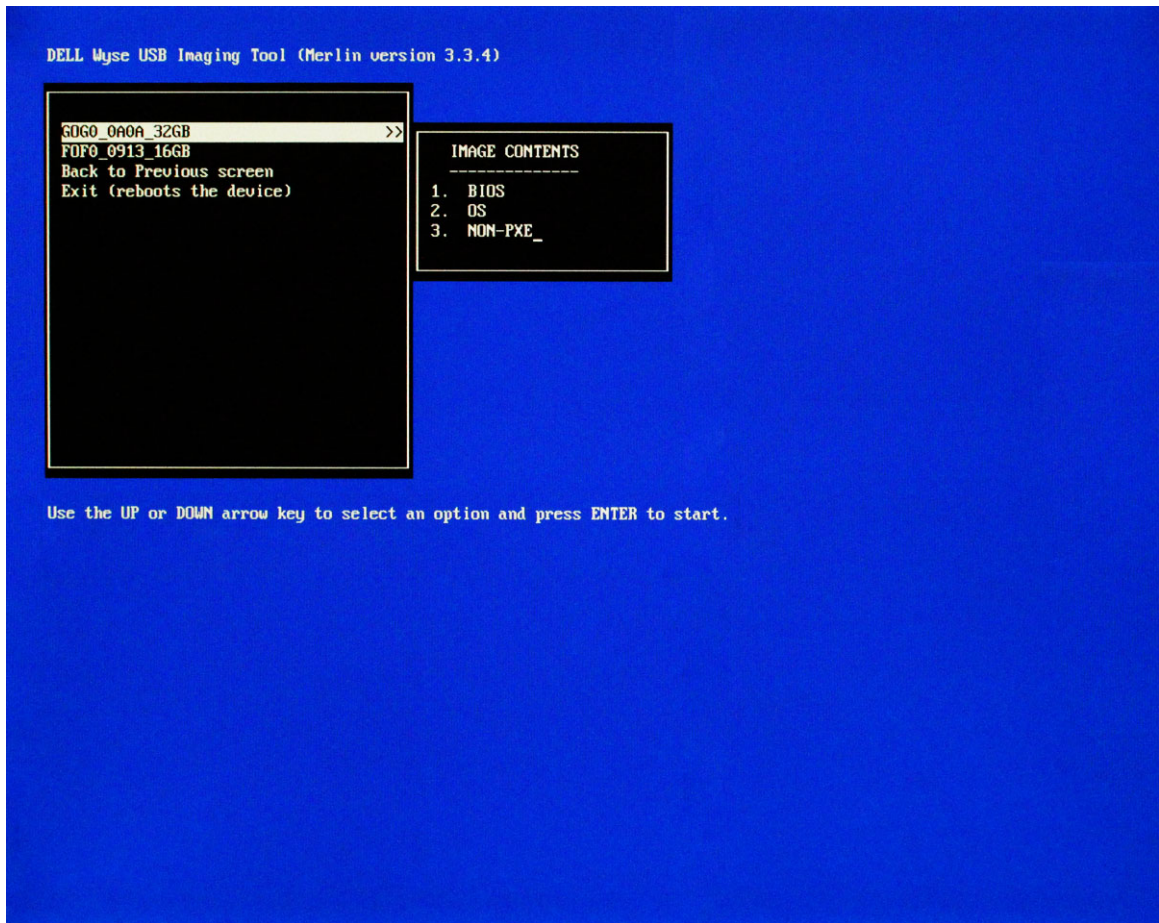 DELL Wyse USB Imaging Tool (Merlin version 3.3.4)
GOG0_0A0A_32GB >>
FOF0_0913_16GB
Back to Previous screen
Exit (reboots the device)
IMAGE CONTENTS
--------------
1. BIOS
2. OS
3. NON-PXE_
Use the UP or DOWN arrow key to select an option and press ENTER to start.